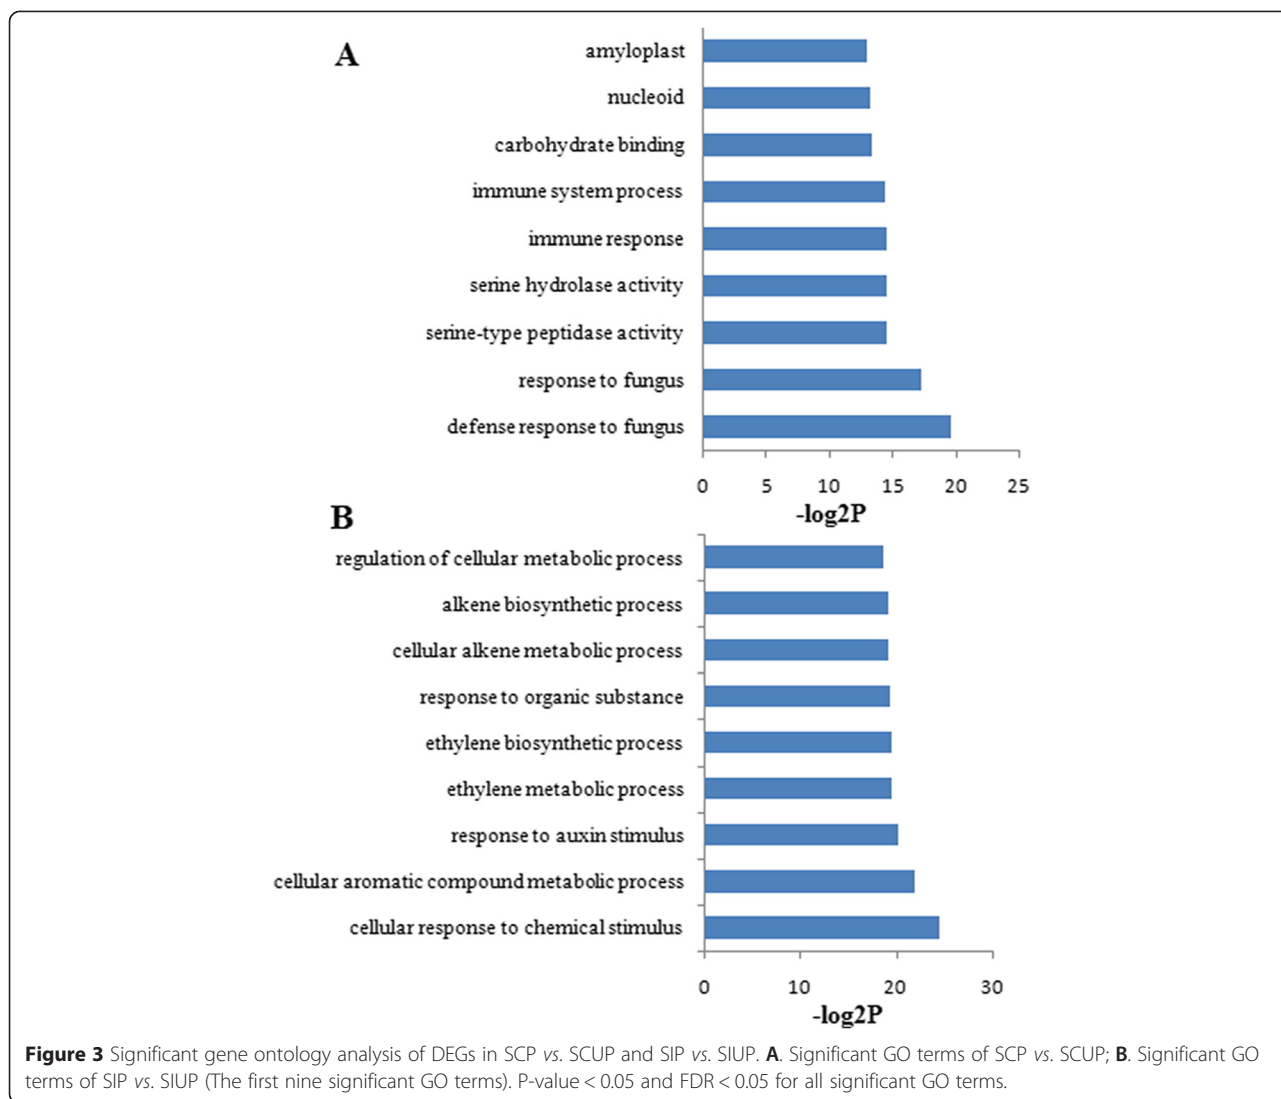 A
amyloplast
nucleoid
carbohydrate binding
immune system process
immune response
serine hydrolase activity
serine-type peptidase activity
response to fungus
defense response to fungus
0 5 10 15 20 25
-log2P
B
regulation of cellular metabolic process
alkene biosynthetic process
cellular alkene metabolic process
response to organic substance
ethylene biosynthetic process
ethylene metabolic process
response to auxin stimulus
cellular aromatic compound metabolic process
cellular response to chemical stimulus
0 10 20 30
-log2P
Figure 3 Significant gene ontology analysis of DEGs in SCP vs. SCUP and SIP vs. SIUP. A. Significant GO terms of SCP vs. SCUP; B. Significant GO
terms of SIP vs. SIUP (The first nine significant GO terms). P-value < 0.05 and FDR < 0.05 for all significant GO terms.